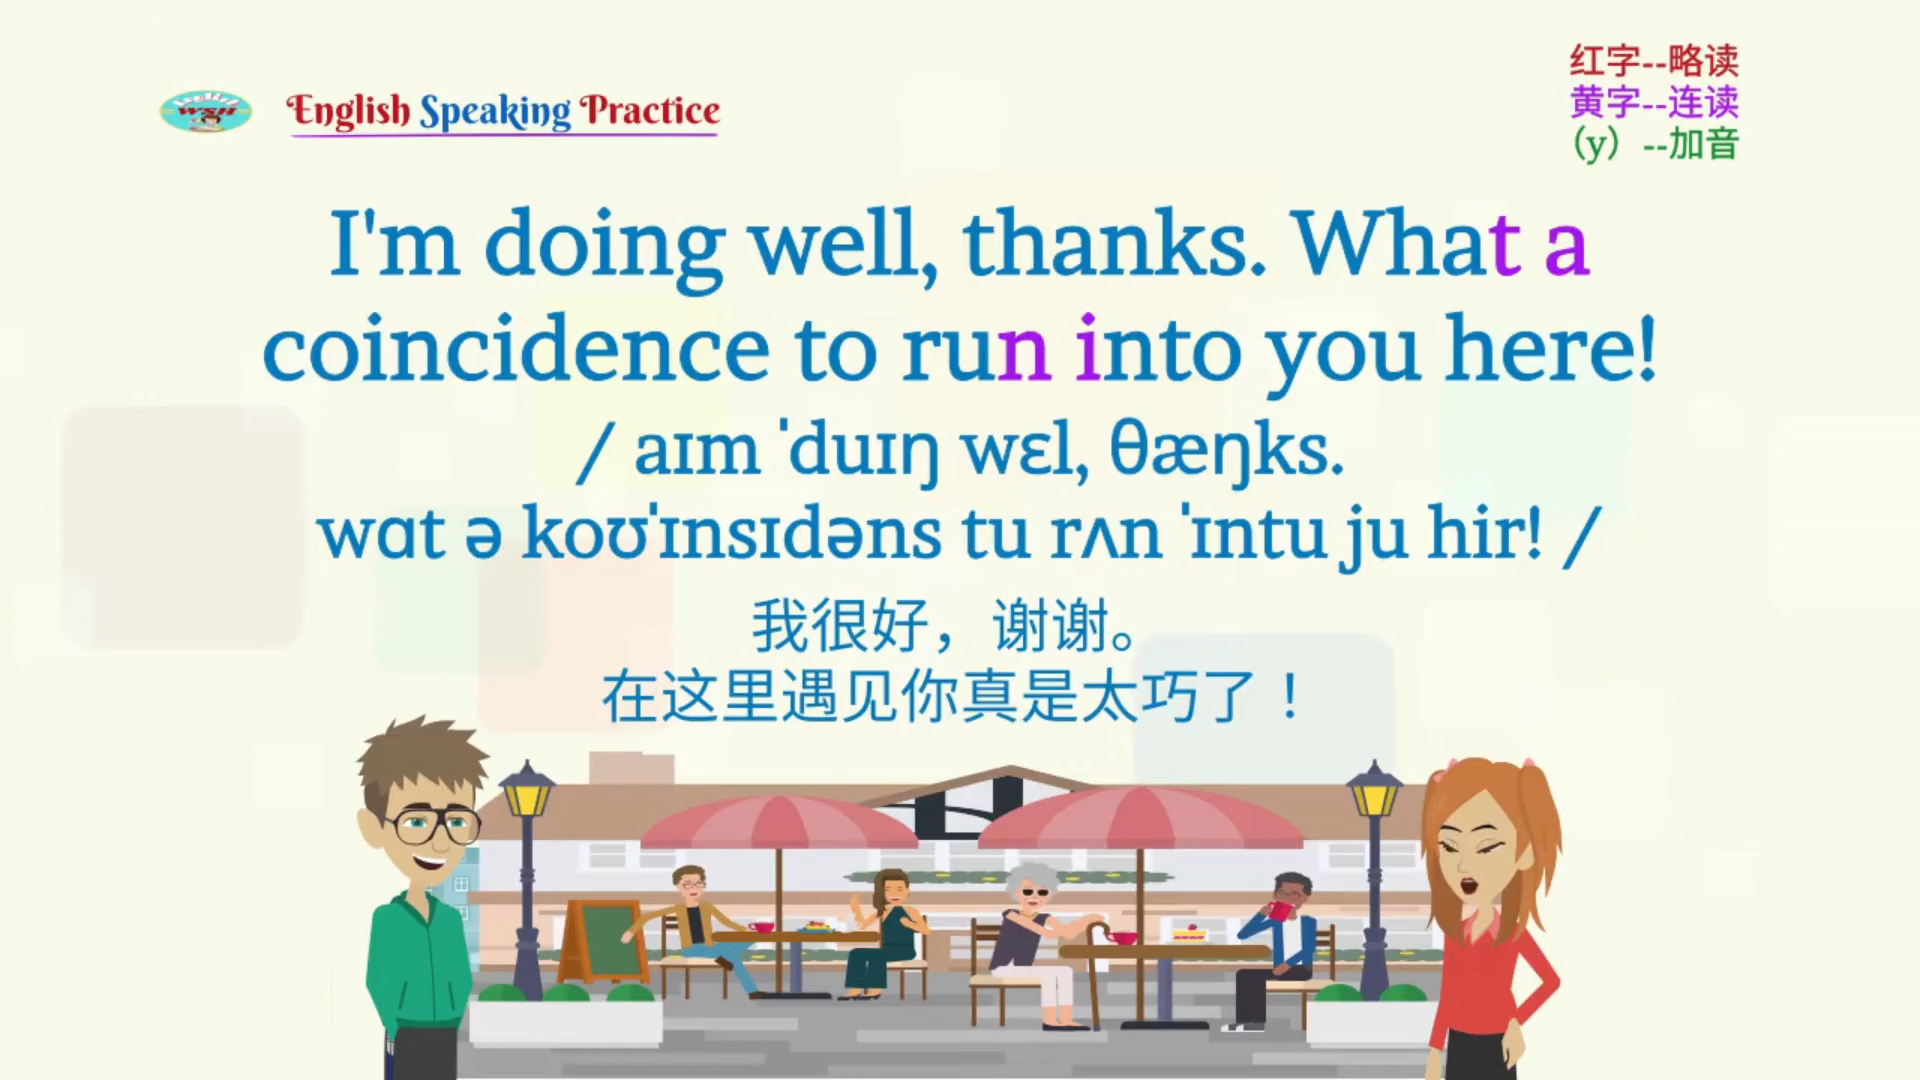 English Speaking Practice
红字--略读
黄字--连读
（y）--加音
I'm doing well, thanks. What a
coincidence to run into you here!
/ aɪm ˈduɪŋ wɛl, θæŋks.
wɑt ə koʊˈɪnsɪdəns tu rʌn ˈɪntu ju hir! /
我很好，谢谢。
在这里遇见你真是太巧了！